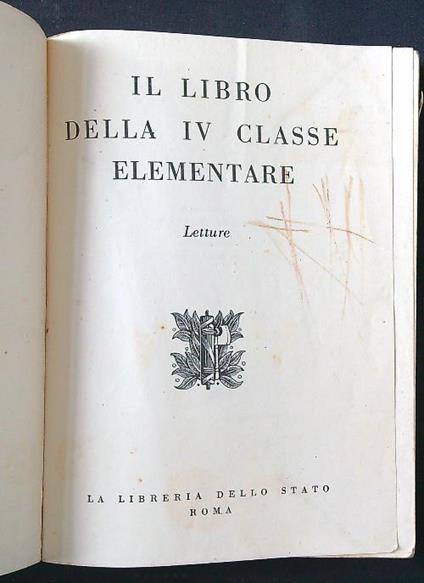 IL LIBRO
DELLA IV CLASSE
ELEMENTARE
Letture
LA LIBRERIA DELLO STATO
ROMA